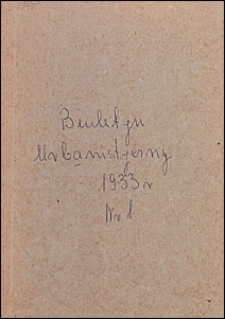 Biuletyn
Urbanistyczny
1933 r
Nr 1